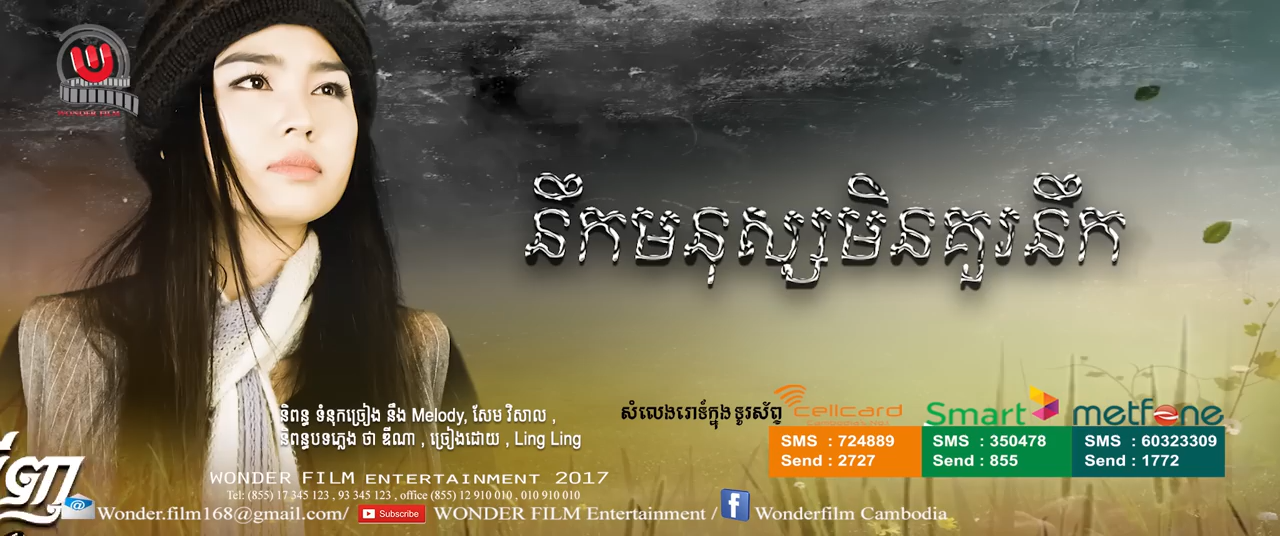 WONDER FILM
នឹកមនុស្សមិនគួរនឹក
និពន្ធ ទំនុកច្រៀង នឹង Melody, សែម វិសាល ,
និពន្ធបទភ្លេង ថា ឌីណា , ច្រៀងដោយ , Ling Ling
សំលេងរោទ៍ក្នុង ទូរស័ព្ទ
cellcard
SMS : 724889
Send : 2727
Smart
SMS : 350478
Send : 855
metfone
SMS : 60323309
Send : 1772
WONDER FILM ENTERTAINMENT 2017
Tel: (855) 17 345 123 , 93 345 123 , office (855) 12 910 010 , 010 910 010
Wonder.film168@gmail.com/ Subscribe WONDER FILM Entertainment / f Wonderfilm Cambodia